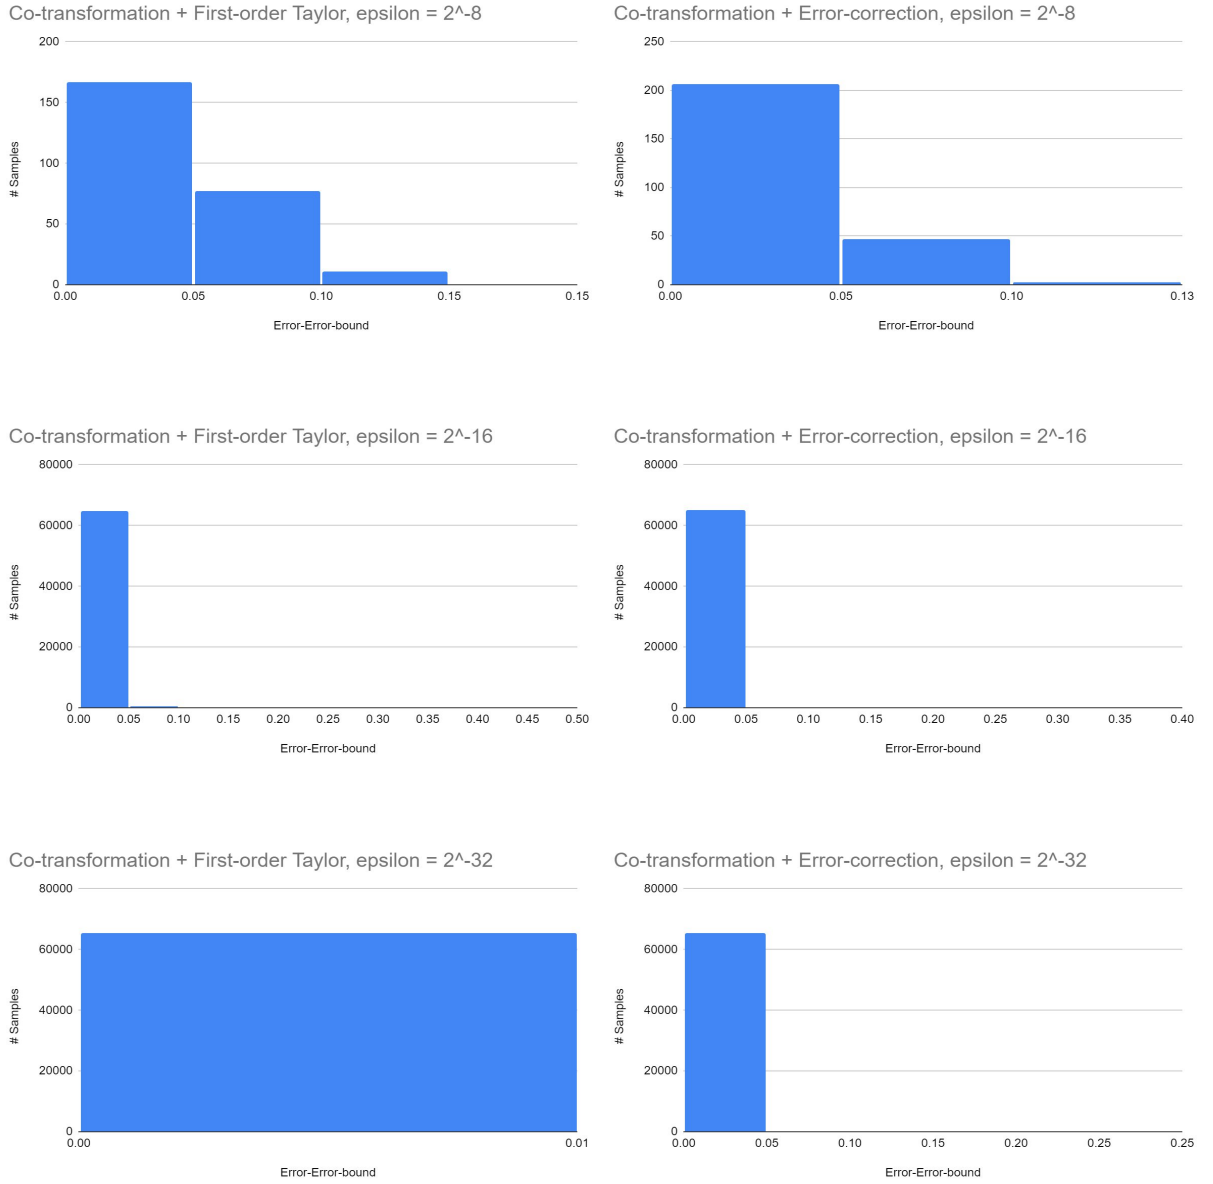 Co-transformation + First-order Taylor, epsilon = 2^-8
200
150
100
50
0
# Samples
0.00 0.05 0.10 0.15 0.15
Error-Error-bound
Co-transformation + Error-correction, epsilon = 2^-8
250
200
150
100
50
0
# Samples
0.00 0.05 0.10 0.13
Error-Error-bound
Co-transformation + First-order Taylor, epsilon = 2^-16
80000
60000
40000
20000
0
# Samples
0.00 0.05 0.10 0.15 0.20 0.25 0.30 0.35 0.40 0.45 0.50
Error-Error-bound
Co-transformation + Error-correction, epsilon = 2^-16
80000
60000
40000
20000
0
# Samples
0.00 0.05 0.10 0.15 0.20 0.25 0.30 0.35 0.40
Error-Error-bound
Co-transformation + First-order Taylor, epsilon = 2^-32
80000
60000
40000
20000
0
# Samples
0.00 0.01
Error-Error-bound
Co-transformation + Error-correction, epsilon = 2^-32
80000
60000
40000
20000
0
# Samples
0.00 0.05 0.10 0.15 0.20 0.25 0.25
Error-Error-bound